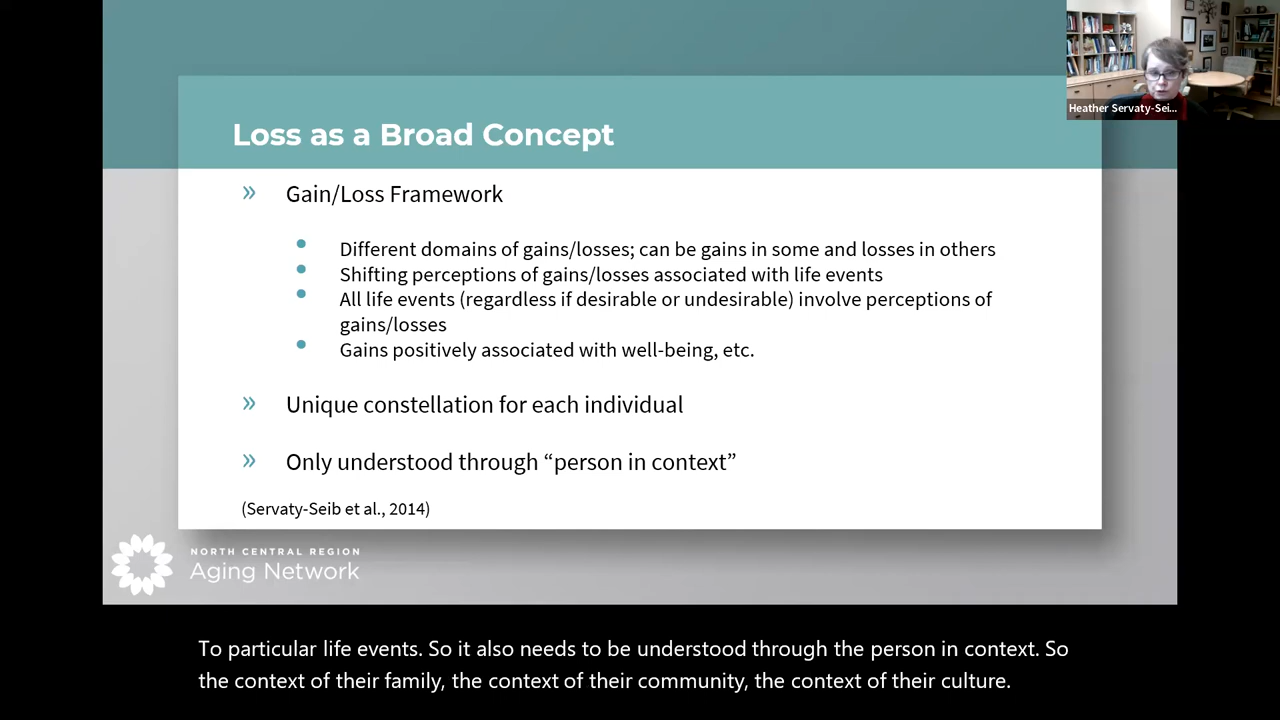 Heather Servaty-Sei...
Loss as a Broad Concept
» Gain/Loss Framework
• Different domains of gains/losses; can be gains in some and losses in others
• Shifting perceptions of gains/losses associated with life events
• All life events (regardless if desirable or undesirable) involve perceptions of
gains/losses
• Gains positively associated with well-being, etc.
» Unique constellation for each individual
» Only understood through “person in context”
(Servaty-Seib et al., 2014)
NORTH CENTRAL REGION
Aging Network
To particular life events. So it also needs to be understood through the person in context. So
the context of their family, the context of their community, the context of their culture.